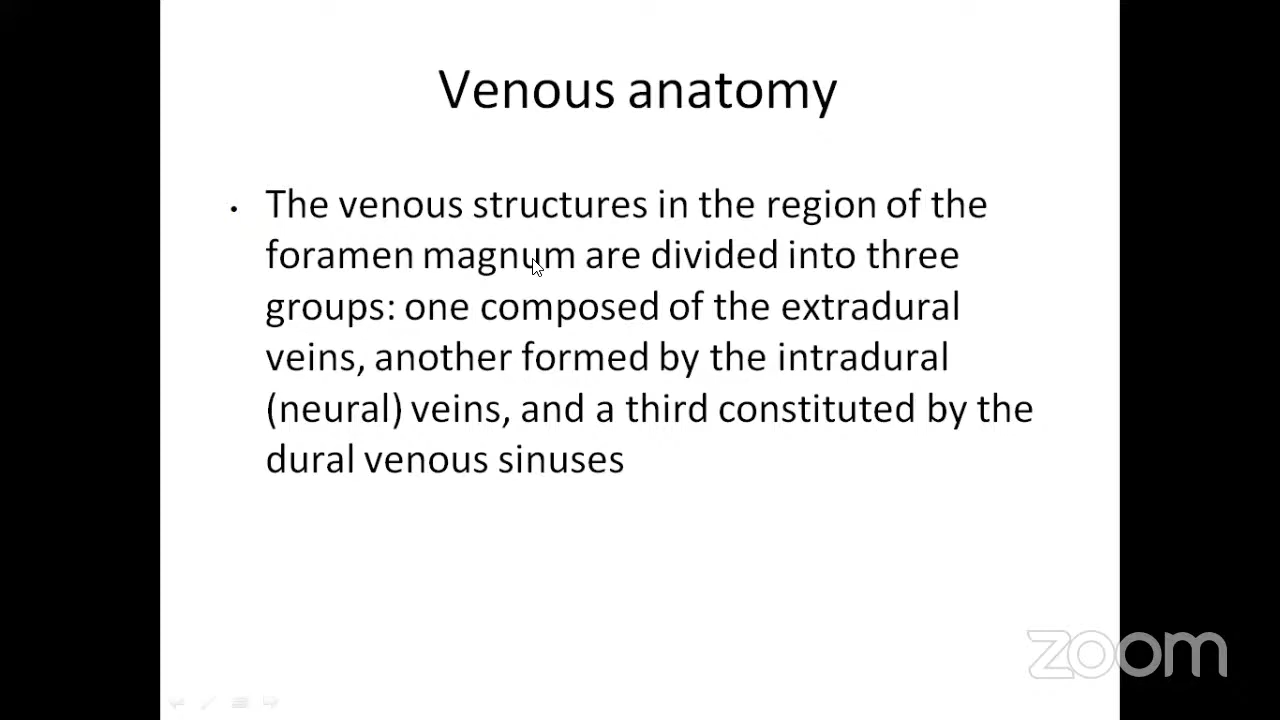 Venous anatomy
• The venous structures in the region of the
foramen magnum are divided into three
groups: one composed of the extradural
veins, another formed by the intradural
(neural) veins, and a third constituted by the
dural venous sinuses
zoom